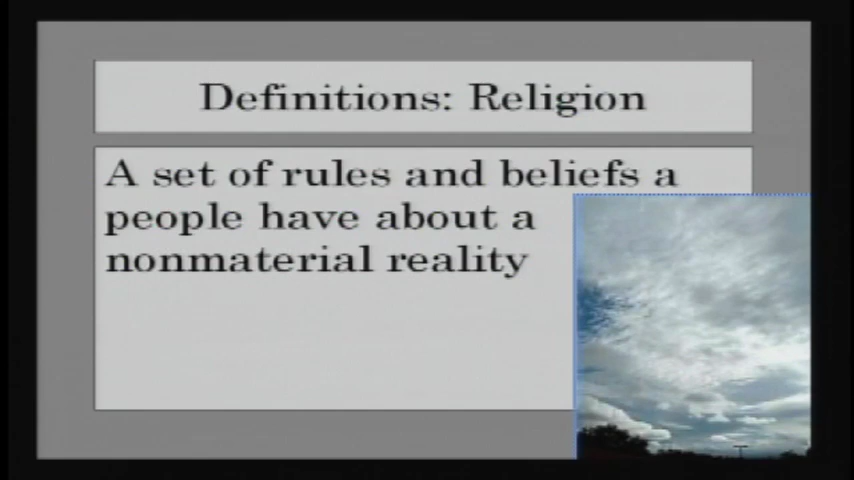 Definitions: Religion
A set of rules and beliefs a
people have about a
nonmaterial reality